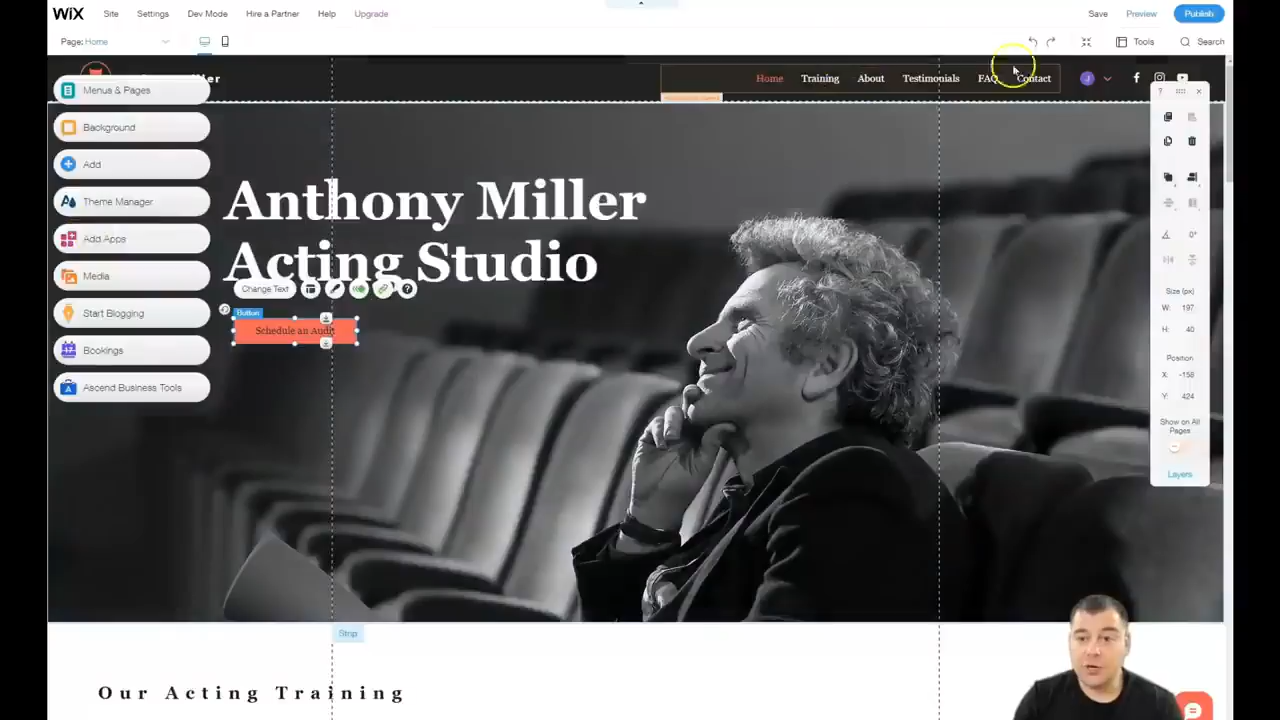 WiX Site Settings Dev Mode Hire a Partner Help Upgrade Save Preview Publish
Page: Home Tools Search
Home Training About Testimonials FAQ Contact J
Menus & Pages
Background
Add
Theme Manager
Add Apps
Media
Start Blogging
Bookings
Ascend Business Tools
Anthony Miller
Acting Studio
Change Text
?
Button
Schedule an Audit
?
0°
Size (px)
W: 197
H: 40
Position
X: -158
Y: 424
Show on All
Pages
Layers
Strip
Our Acting Training